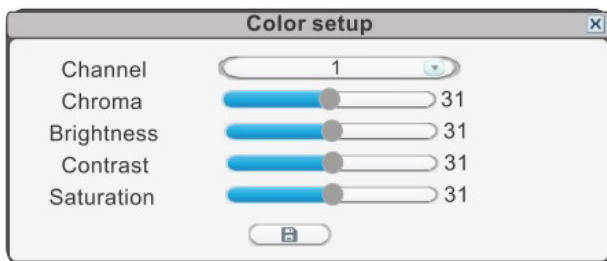 Color setup
Channel 1
Chroma 31
Brightness 31
Contrast 31
Saturation 31